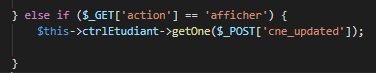 } else if ($_GET['action'] == 'afficher') {
$this->ctrlEtudiant->getOne($_POST['cne_updated']);
}